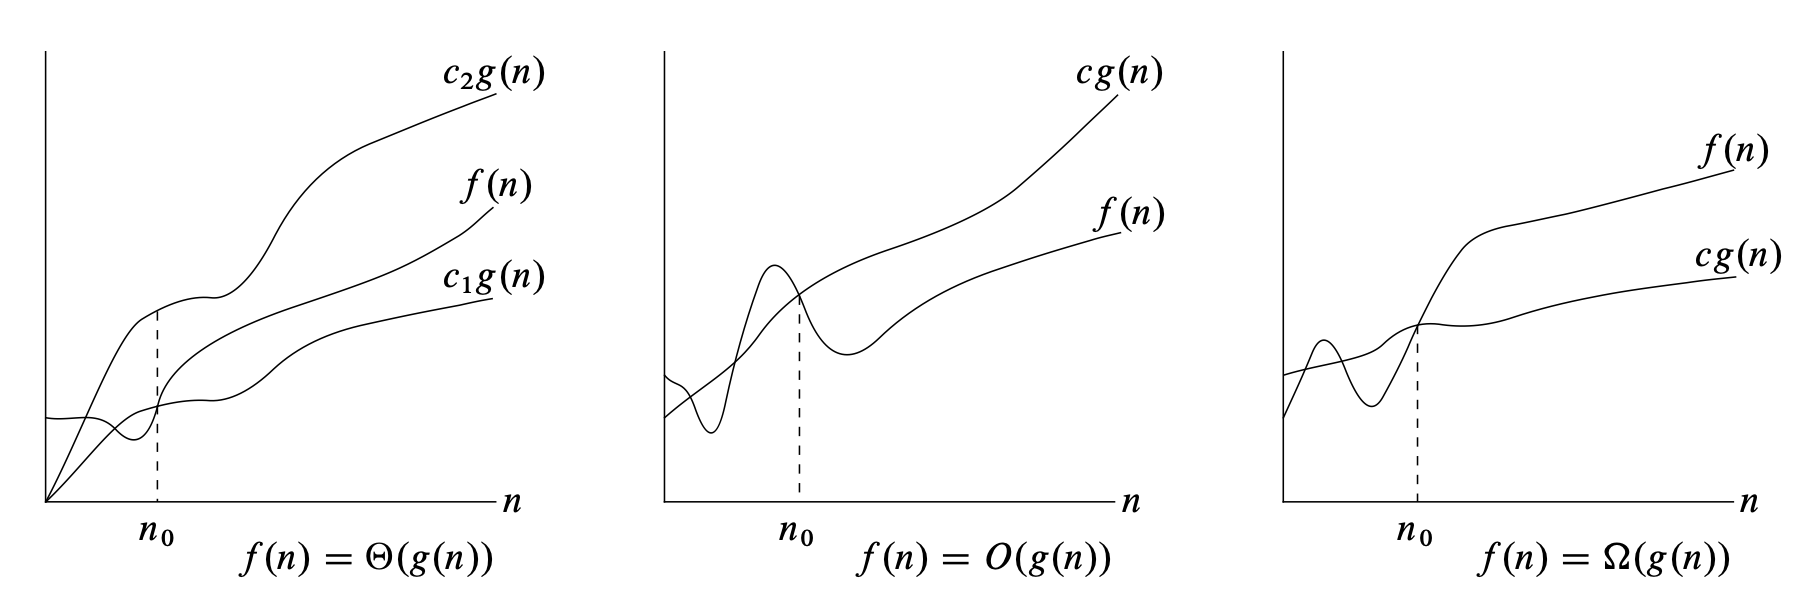 c₂g(n)
f(n)
c₁g(n)
n
n₀
f(n) = Θ(g(n))
cg(n)
f(n)
n
n₀
f(n) = O(g(n))
f(n)
cg(n)
n
n₀
f(n) = Ω(g(n))